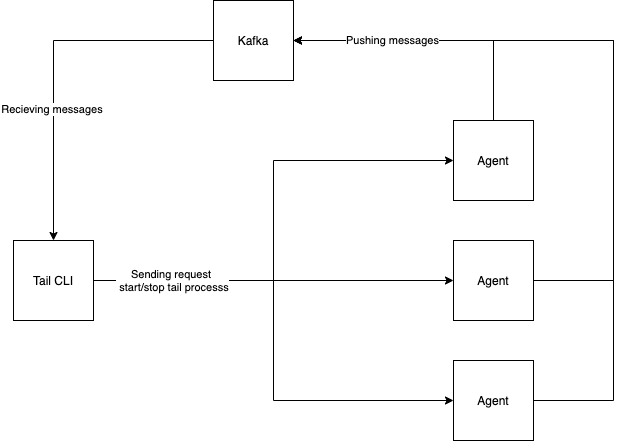 Kafka
Pushing messages
Recieving messages
Agent
Tail CLI
Sending request
start/stop tail processs
Agent
Agent